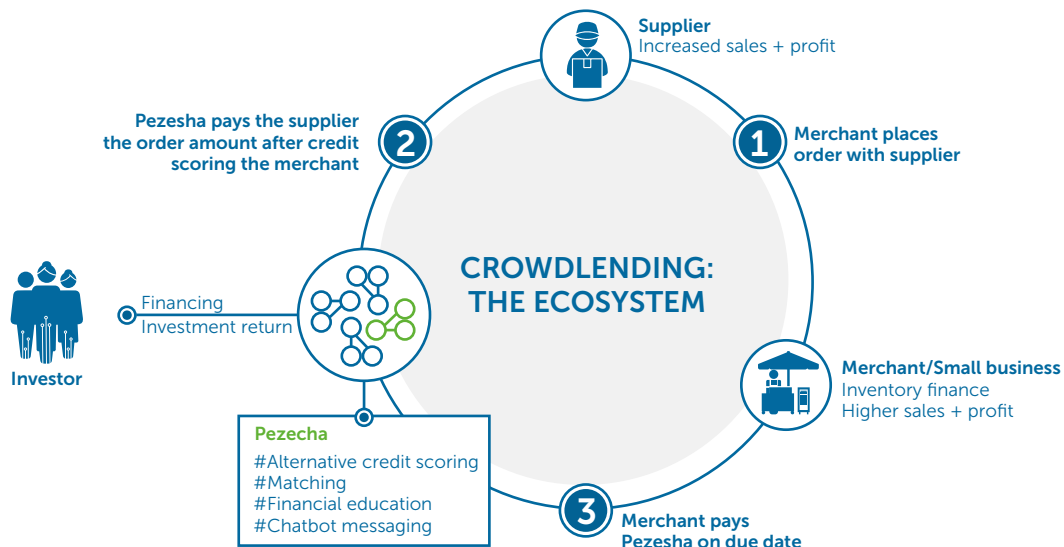 Supplier
Increased sales + profit
Pezesha pays the supplier
the order amount after credit
scoring the merchant
2
1
Merchant places
order with supplier
CROWDLENDING:
THE ECOSYSTEM
Financing
Investment return
Investor
Merchant/Small business
Inventory finance
Higher sales + profit
Pezecha
#Alternative credit scoring
#Matching
#Financial education
#Chatbot messaging
3
Merchant pays
Pezesha on due date